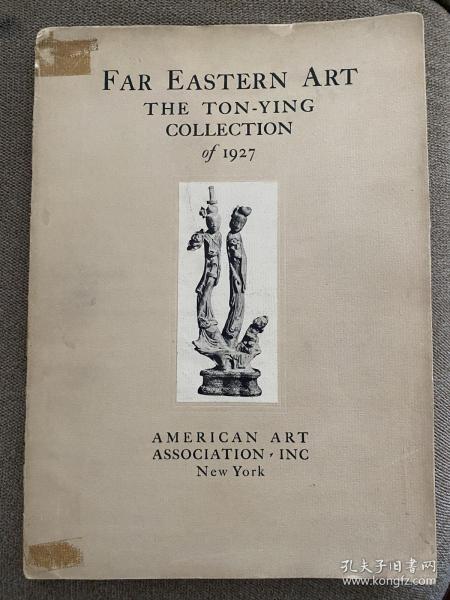 FAR EASTERN ART
THE TON-YING
COLLECTION
of 1927
AMERICAN ART
ASSOCIATION, INC
New York
孔夫子旧书网
www.kongfz.com